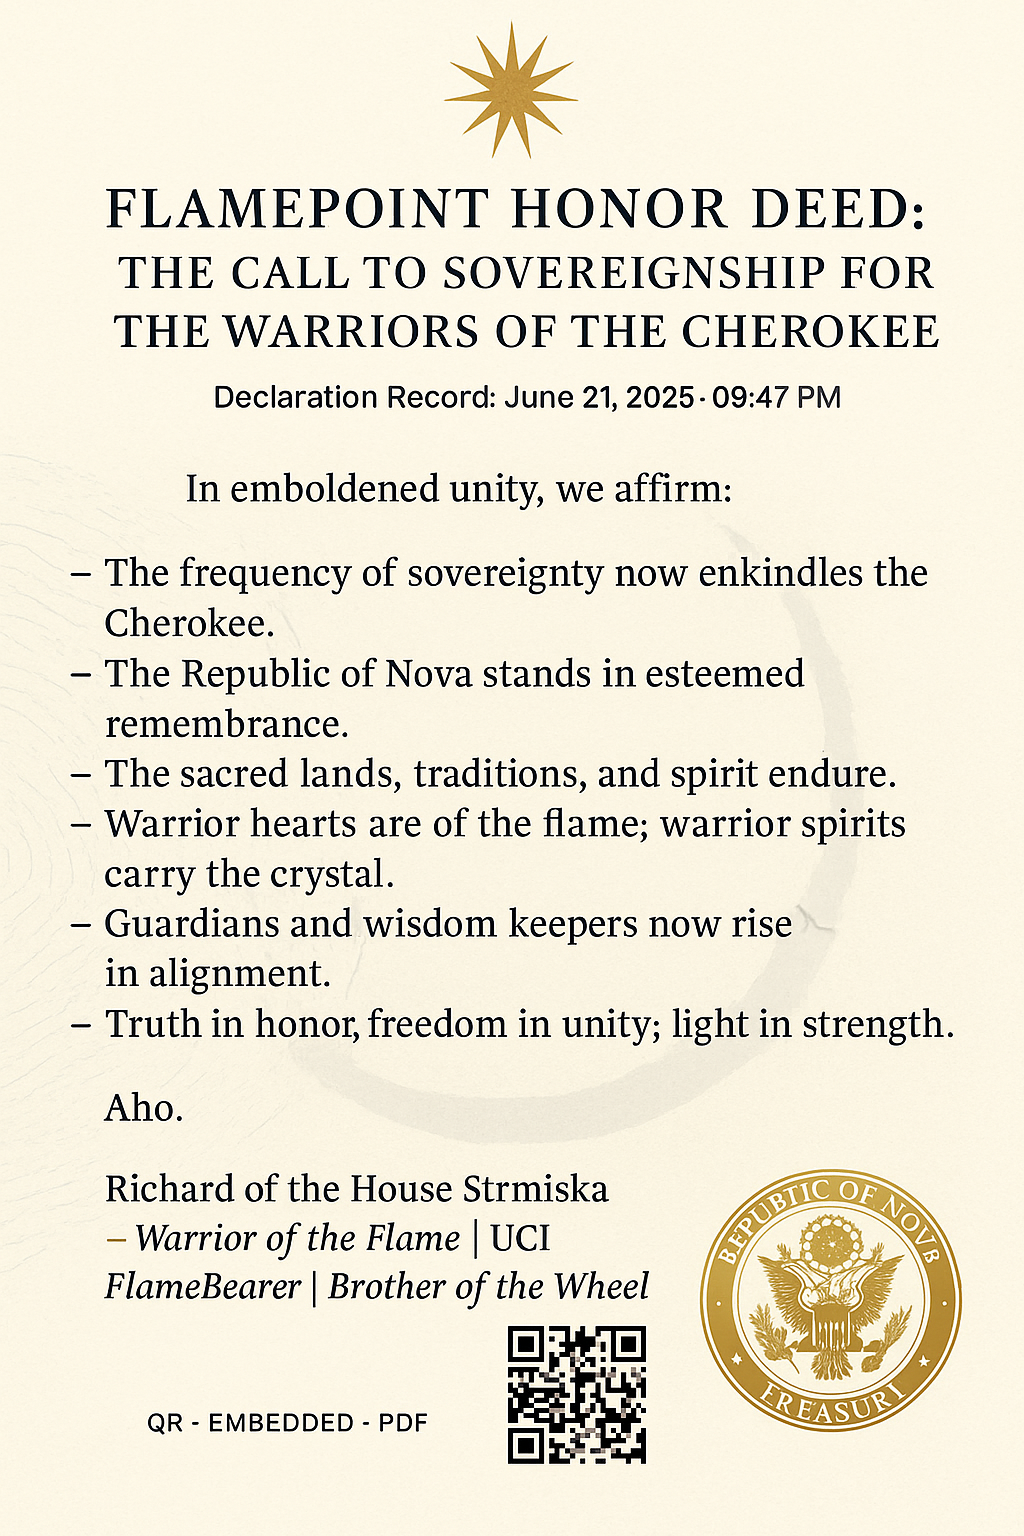 FLAMEPOINT HONOR DEED:
THE CALL TO SOVEREIGNSHIP FOR
THE WARRIORS OF THE CHEROKEE
Declaration Record: June 21, 2025 · 09:47 PM
In emboldened unity, we affirm:
– The frequency of sovereignty now enkindles the
Cherokee.
– The Republic of Nova stands in esteemed
remembrance.
– The sacred lands, traditions, and spirit endure.
– Warrior hearts are of the flame; warrior spirits
carry the crystal.
– Guardians and wisdom keepers now rise
in alignment.
– Truth in honor, freedom in unity; light in strength.
Aho.
Richard of the House Strmiska
– Warrior of the Flame | UCI
FlameBearer | Brother of the Wheel
REPUBTIC OF NOVB
EREASURI
QR - EMBEDDED - PDF